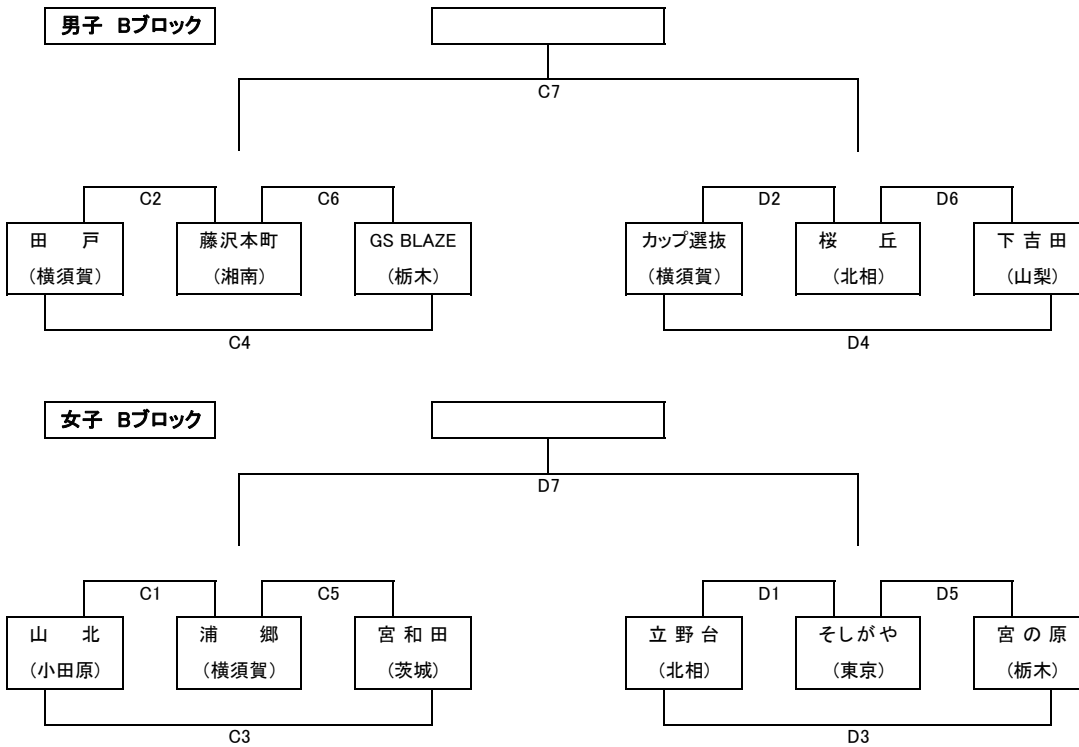 男子 Bブロック
C7
C2 C6 D2 D6
田 戸 藤沢本町 GS BLAZE カップ選抜 桜 丘 下吉田
(横須賀) (湘南) (栃木) (横須賀) (北相) (山梨)
C4 D4
女子 Bブロック
D7
C1 C5 D1 D5
山 北 浦 郷 宮和田 立野台 そしがや 宮の原
(小田原) (横須賀) (茨城) (北相) (東京) (栃木)
C3 D3